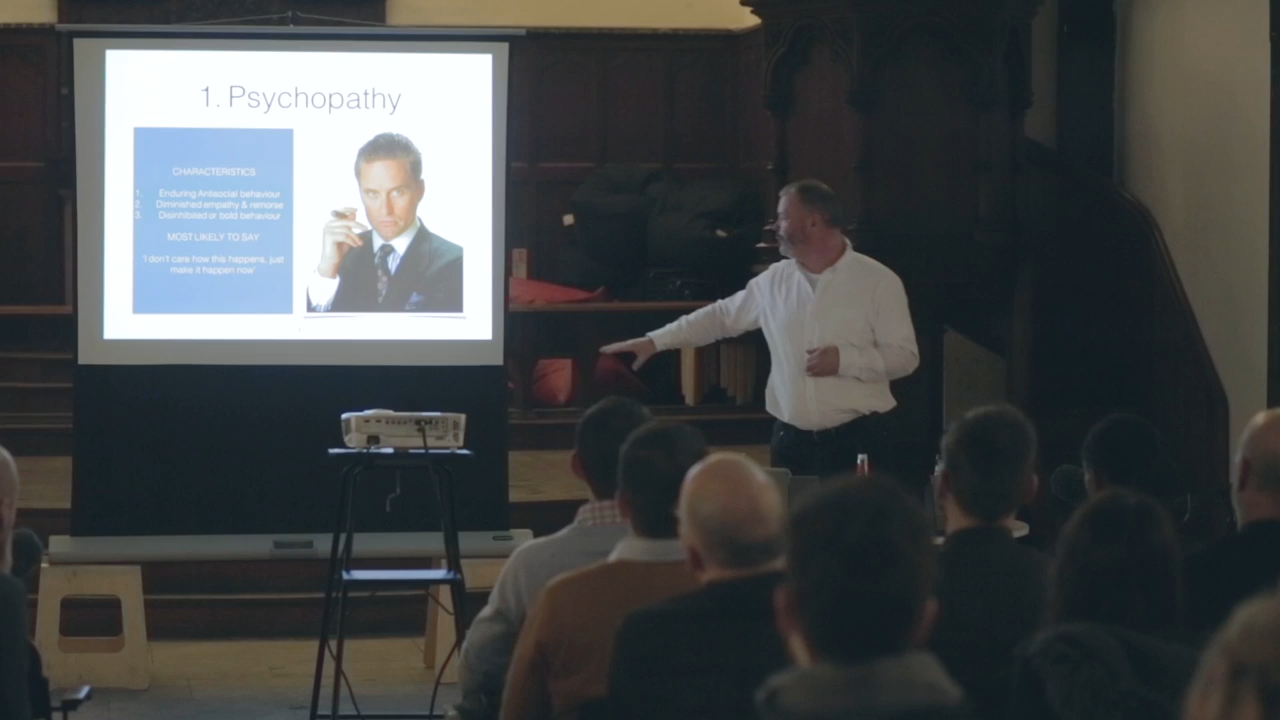 1. Psychopathy
CHARACTERISTICS
1. Enduring Antisocial behaviour
2. Diminished empathy & remorse
3. Disinhibited or bold behaviour
MOST LIKELY TO SAY
'I don't care how this happens, just
make it happen now'